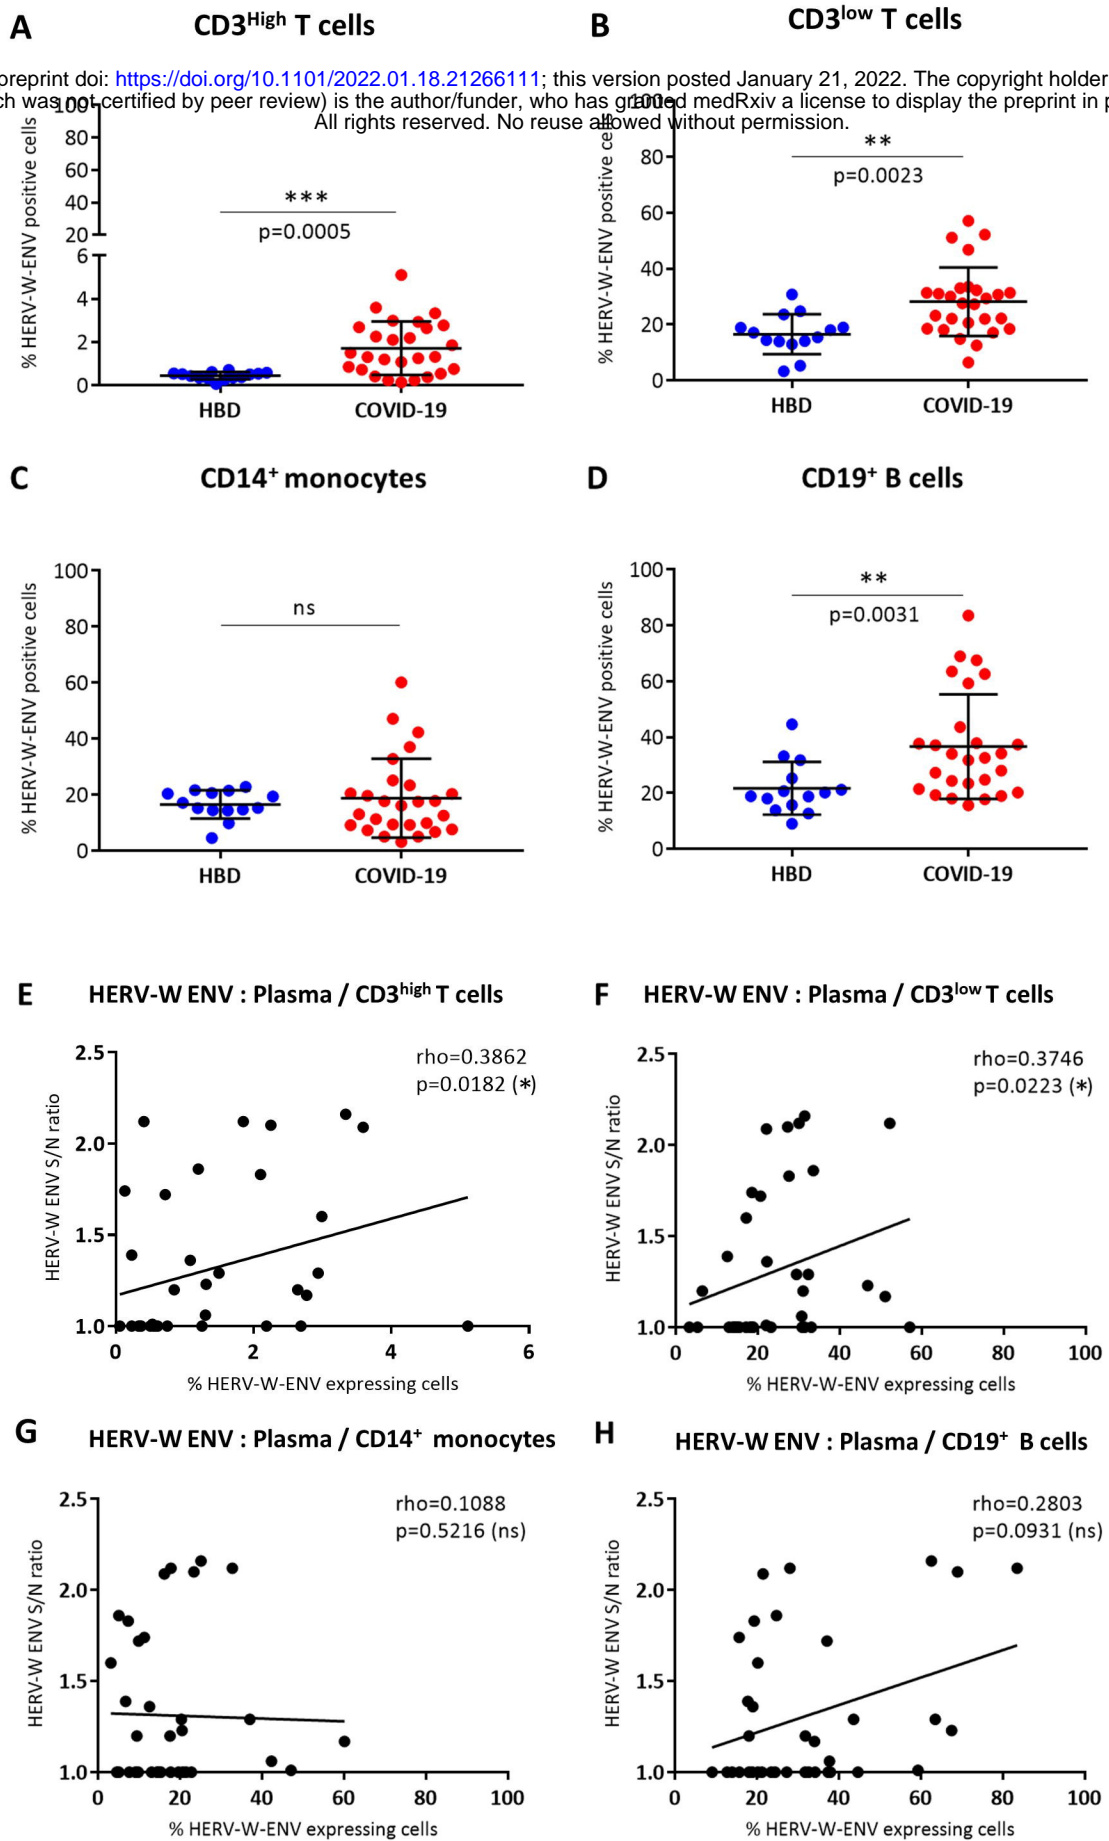 A CD3High T cells
B CD3low T cells
preprint doi: https://doi.org/10.1101/2022.01.18.21266111; this version posted January 21, 2022. The copyright holder
ch was not certified by peer review) is the author/funder, who has granted medRxiv a license to display the preprint in p
All rights reserved. No reuse allowed without permission.
% HERV-W-ENV positive cells
100
80
60
40
20
6
4
2
0
***
p=0.0005
HBD COVID-19
% HERV-W-ENV positive cells
100
80
60
40
20
0
**
p=0.0023
HBD COVID-19
C CD14+ monocytes
% HERV-W-ENV positive cells
100
80
60
40
20
0
ns
HBD COVID-19
D CD19+ B cells
% HERV-W-ENV positive cells
100
80
60
40
20
0
**
p=0.0031
HBD COVID-19
E HERV-W ENV : Plasma / CD3high T cells
rho=0.3862
p=0.0182 (*)
HERV-W ENV S/N ratio
2.5
2.0
1.5
1.0
0 2 4 6
% HERV-W-ENV expressing cells
F HERV-W ENV : Plasma / CD3low T cells
rho=0.3746
p=0.0223 (*)
HERV-W ENV S/N ratio
2.5
2.0
1.5
1.0
0 20 40 60 80 100
% HERV-W-ENV expressing cells
G HERV-W ENV : Plasma / CD14+ monocytes
rho=0.1088
p=0.5216 (ns)
HERV-W ENV S/N ratio
2.5
2.0
1.5
1.0
0 20 40 60 80 100
% HERV-W-ENV expressing cells
H HERV-W ENV : Plasma / CD19+ B cells
rho=0.2803
p=0.0931 (ns)
HERV-W ENV S/N ratio
2.5
2.0
1.5
1.0
0 20 40 60 80 100
% HERV-W-ENV expressing cells